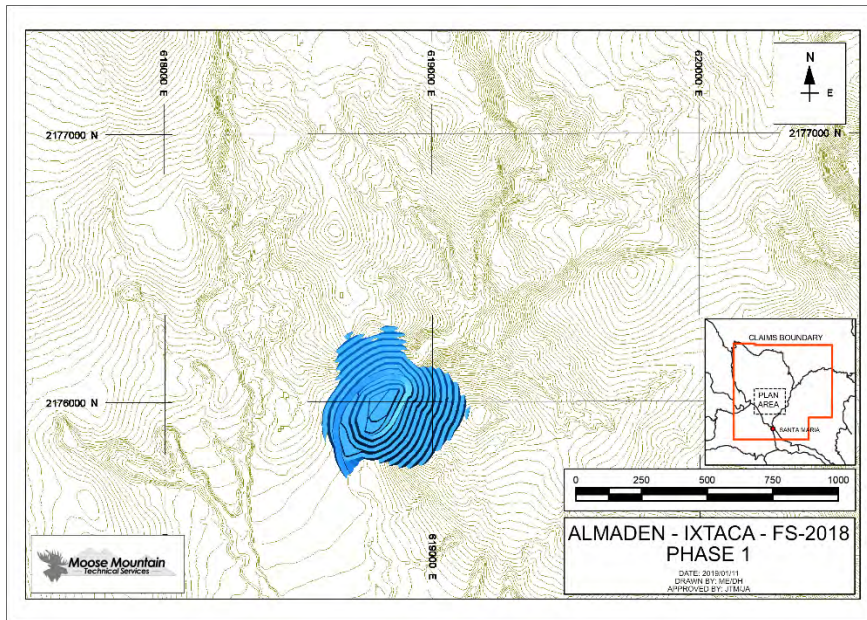 618000 E
619000 E
620000 E
N
E
2177000 N
2177000 N
CLAIMS BOUNDARY
PLAN
AREA
SANTA MARIA
2176000 N
0 250 500 750 1000
619000 E
ALMADEN - IXTACA - FS-2018
PHASE 1
DATE: 2019/01/11
DRAWN BY: ME/DH
APPROVED BY: JTM/JA
Moose Mountain
Technical Services